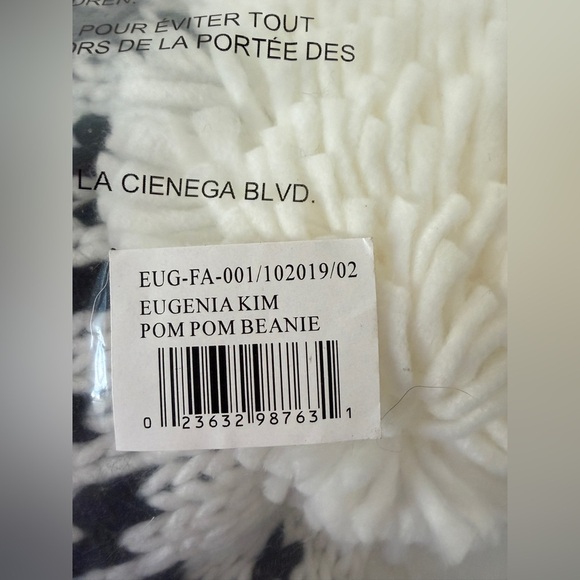 DREN.
POUR ÉVITER TOUT
ORS DE LA PORTÉE DES
LA CIENEGA BLVD.
EUG-FA-001/102019/02
EUGENIA KIM
POM POM BEANIE
0 23632 98763 1